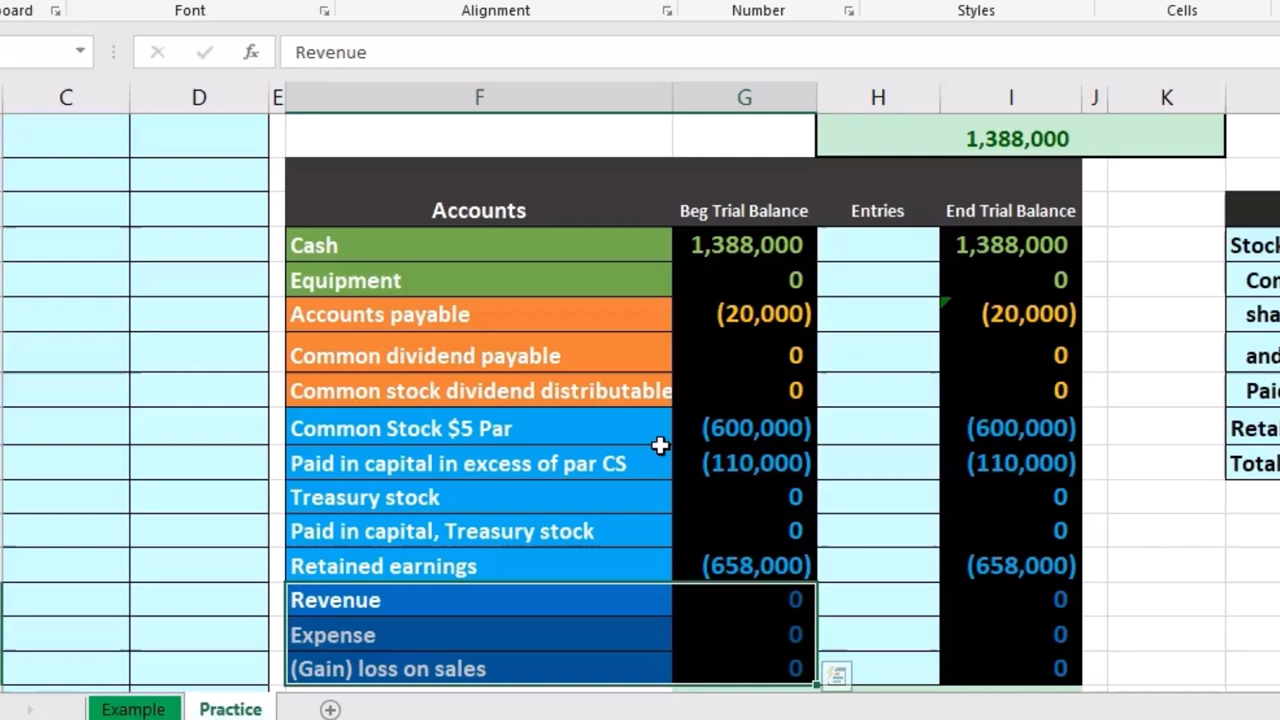 oard Font Alignment Number Styles Cells
fx Revenue
C D E F G H I J K
1,388,000
Accounts Beg Trial Balance Entries End Trial Balance
Cash 1,388,000 1,388,000 Stock
Equipment 0 0 Con
Accounts payable (20,000) (20,000) sha
Common dividend payable 0 0 and
Common stock dividend distributable 0 0 Paid
Common Stock $5 Par (600,000) (600,000) Reta
Paid in capital in excess of par CS (110,000) (110,000) Total
Treasury stock 0 0
Paid in capital, Treasury stock 0 0
Retained earnings (658,000) (658,000)
Revenue 0 0
Expense 0 0
(Gain) loss on sales 0 0
Example Practice